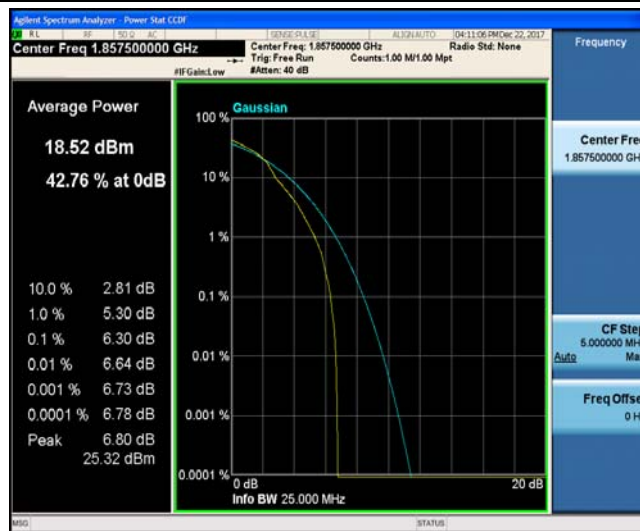 Agilent Spectrum Analyzer - Power Stat CCDF
RL RF 50 Ω AC SENSE:PULSE ALIGNAUTO 04:11:06 PM Dec 22, 2017
Center Freq 1.857500000 GHz
Center Freq: 1.857500000 GHz Radio Std: None
Trig: Free Run Counts:1.00 M/1.00 Mpt
#IFGain:Low #Atten: 40 dB
Frequency
Average Power
18.52 dBm
42.76 % at 0dB
10.0 % 2.81 dB
1.0 % 5.30 dB
0.1 % 6.30 dB
0.01 % 6.64 dB
0.001 % 6.73 dB
0.0001 % 6.78 dB
Peak 6.80 dB
25.32 dBm
Gaussian
100 %
10 %
1 %
0.1 %
0.01 %
0.001 %
0.0001 %
0 dB 20 dB
Info BW 25.000 MHz
Center Fre
1.857500000 GH
CF Ste
5.000000 MH
Auto Ma
Freq Offse
0 H
MSG STATUS